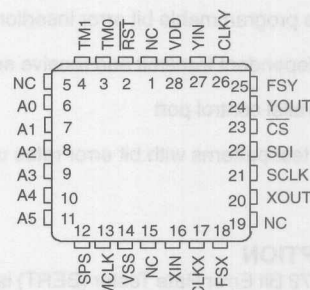 TM1 TM0 RST NC VDD YIN CLKY
4 3 2 1 28 27 26
NC 5 25 FSY
A0 6 24 YOUT
A1 7 23 CS
A2 8 22 SDI
A3 9 21 SCLK
A4 10 20 XOUT
A5 11 19 NC
12 13 14 15 16 17 18
SPS MCLK VSS NC XIN CLKX FSX